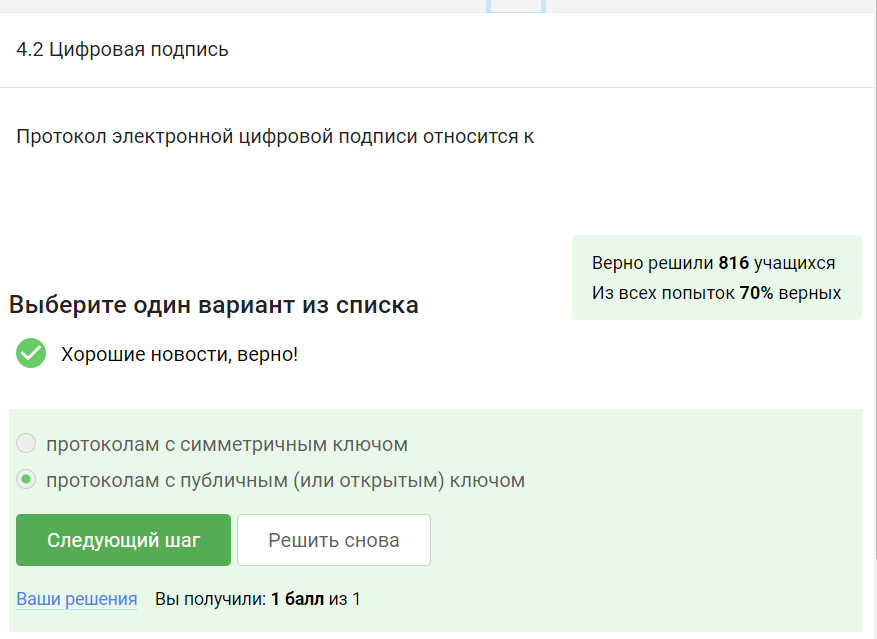 4.2 Цифровая подпись
Протокол электронной цифровой подписи относится к
Верно решили 816 учащихся
Из всех попыток 70% верных
Выберите один вариант из списка
Хорошие новости, верно!
протоколам с симметричным ключом
протоколам с публичным (или открытым) ключом
Следующий шаг
Решить снова
Ваши решения
Вы получили: 1 балл из 1